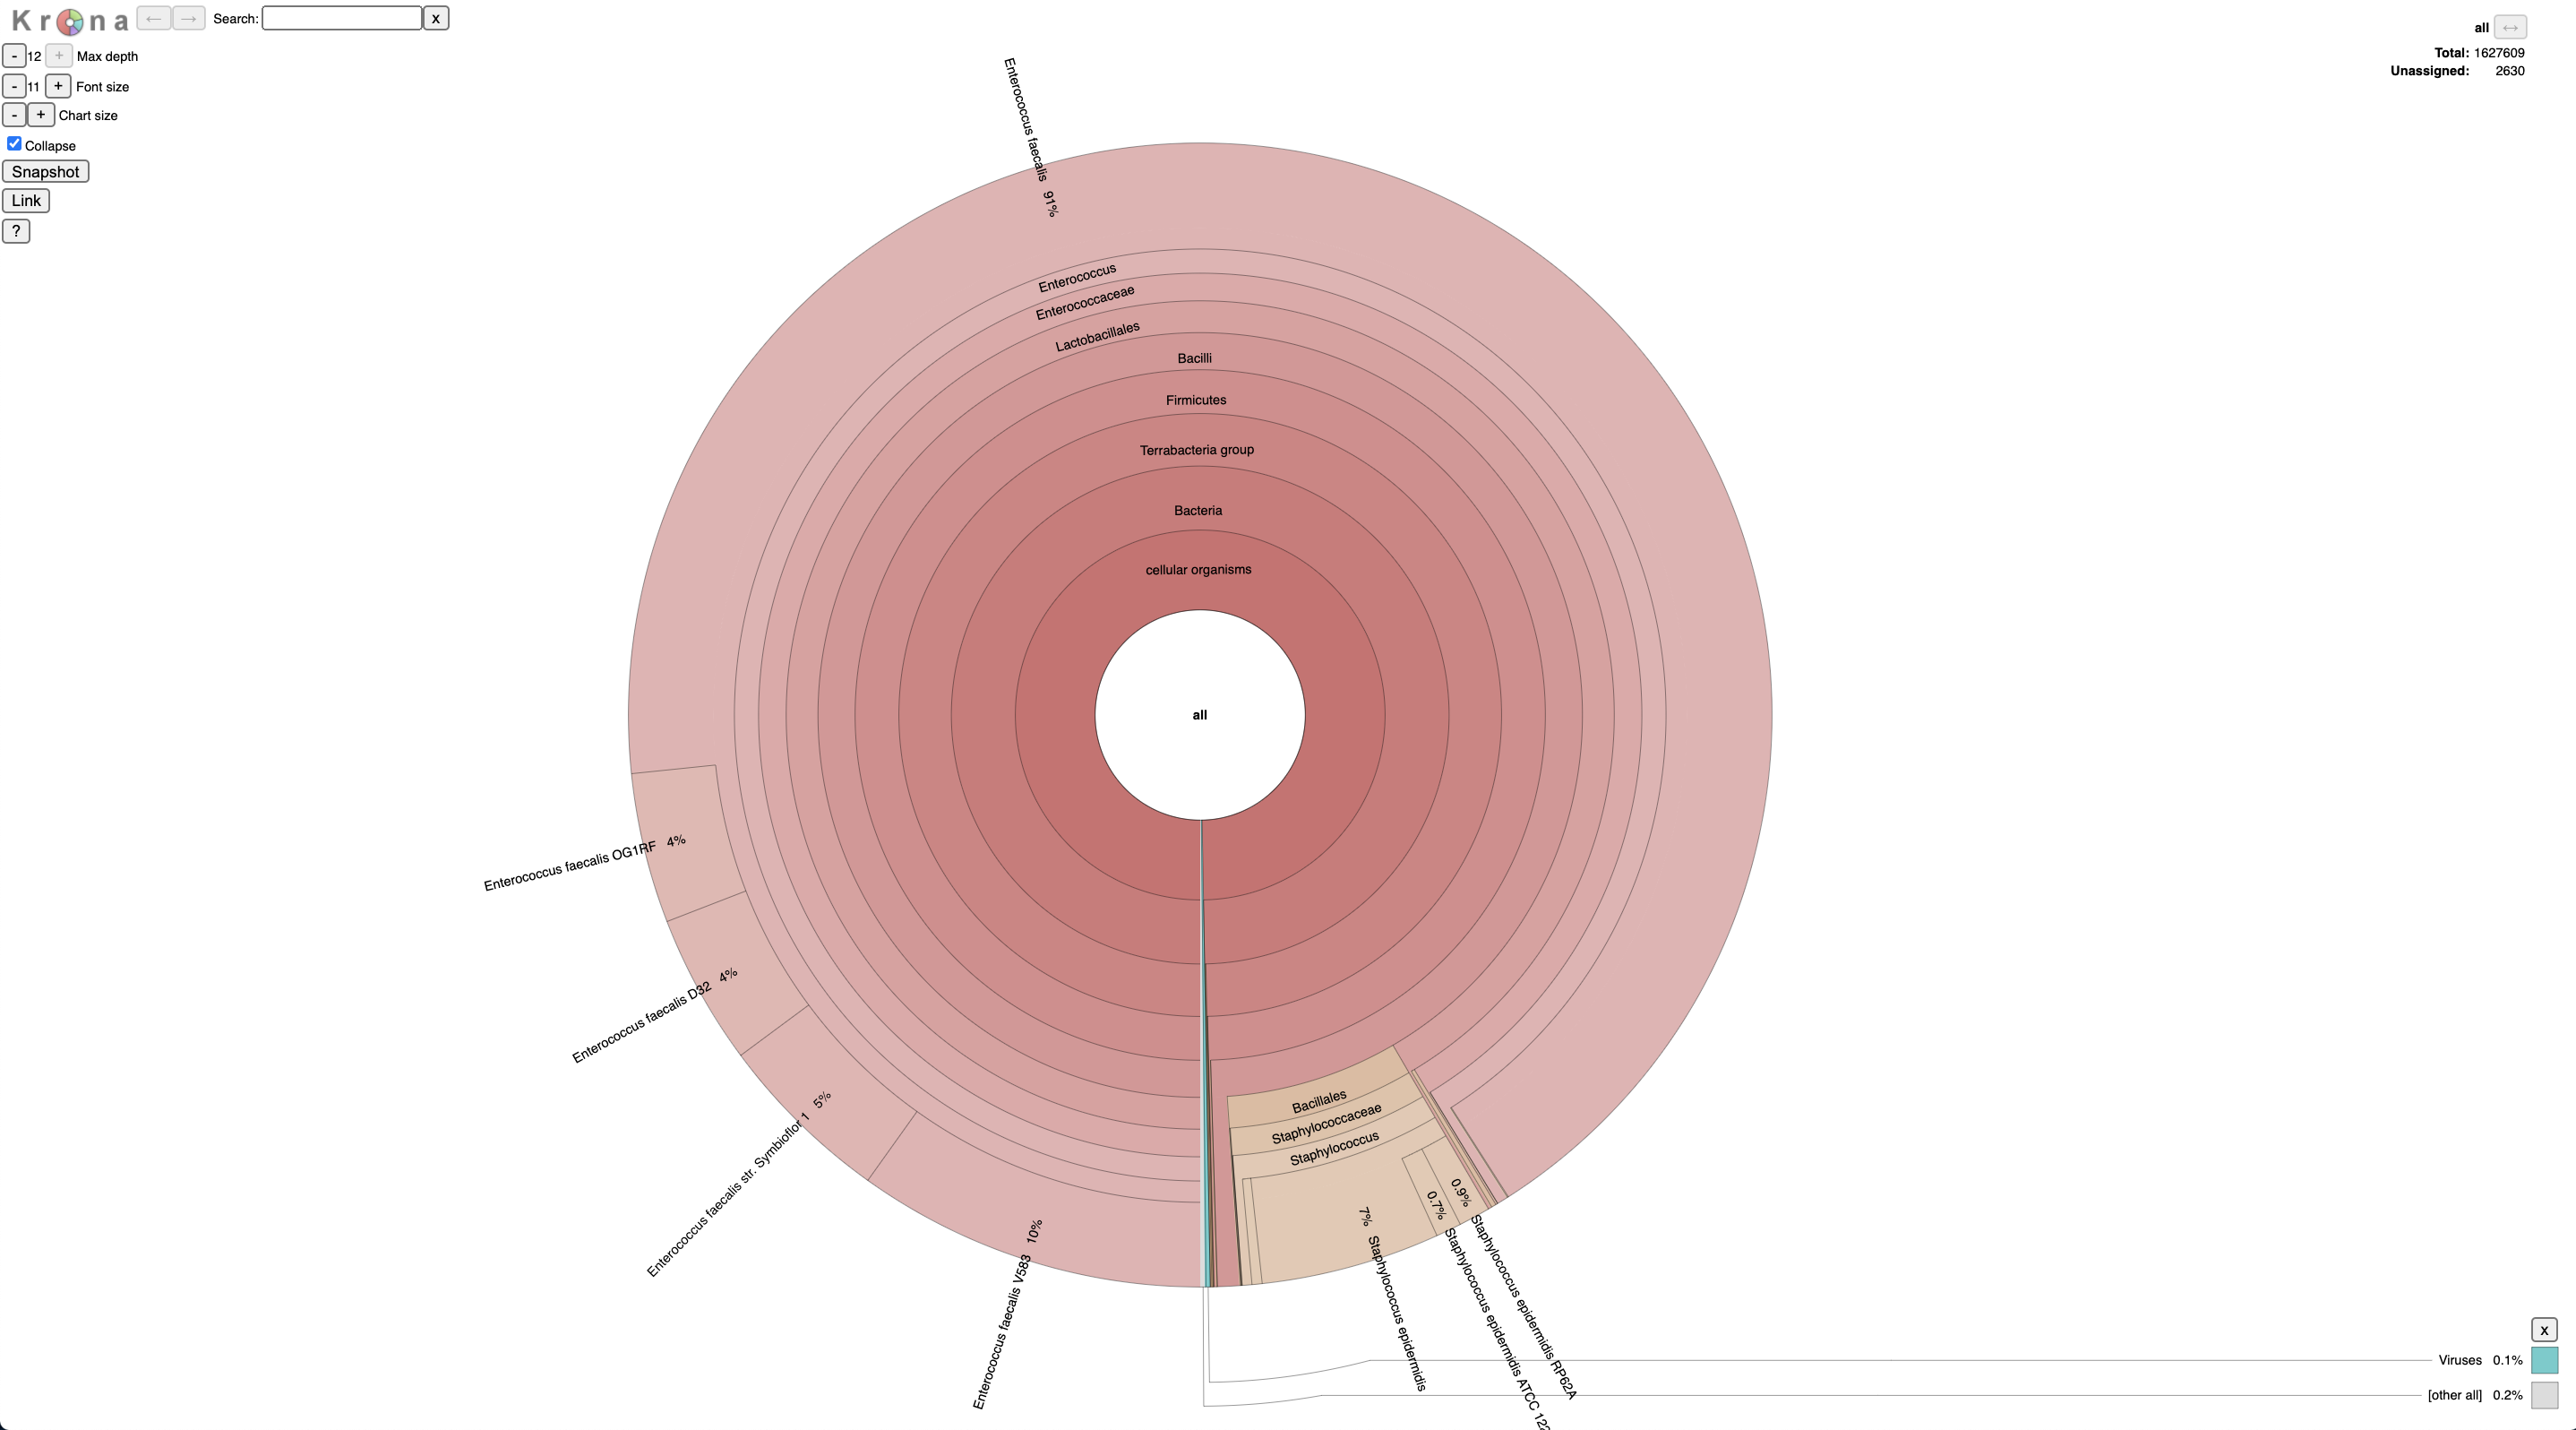 Krona
← → Search: x
- 12 + Max depth
- 11 + Font size
- + Chart size
Collapse
Snapshot
Link
?
all ↔
Total: 1627609
Unassigned: 2630
Enterococcus faecalis 91%
Enterococcus
Enterococcaceae
Lactobacillales
Bacilli
Firmicutes
Terrabacteria group
Bacteria
cellular organisms
all
Enterococcus faecalis OG1RF 4%
Enterococcus faecalis D32 4%
Enterococcus faecalis str. Symbioflor 1 5%
Enterococcus faecalis V583 10%
Bacillales
Staphylococcaceae
Staphylococcus
7% Staphylococcus epidermidis
0.7% Staphylococcus epidermidis ATCC 122
0.9% Staphylococcus epidermidis RP62A
x
Viruses 0.1%
[other all] 0.2%